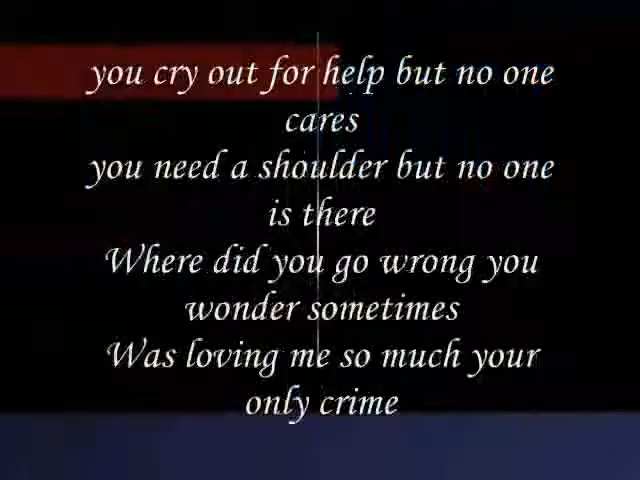 you cry out for help but no one
cares
you need a shoulder but no one
is there
Where did you go wrong you
wonder sometimes
Was loving me so much your
only crime